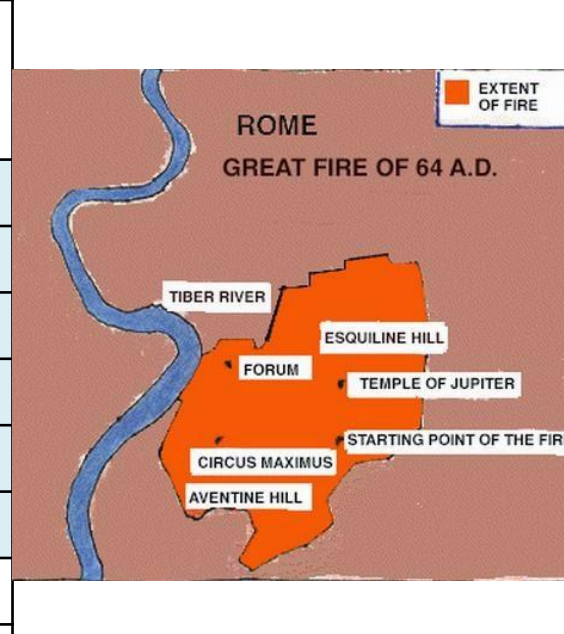 EXTENT
OF FIRE
ROME
GREAT FIRE OF 64 A.D.
TIBER RIVER
ESQUILINE HILL
FORUM
TEMPLE OF JUPITER
STARTING POINT OF THE FIR
CIRCUS MAXIMUS
AVENTINE HILL